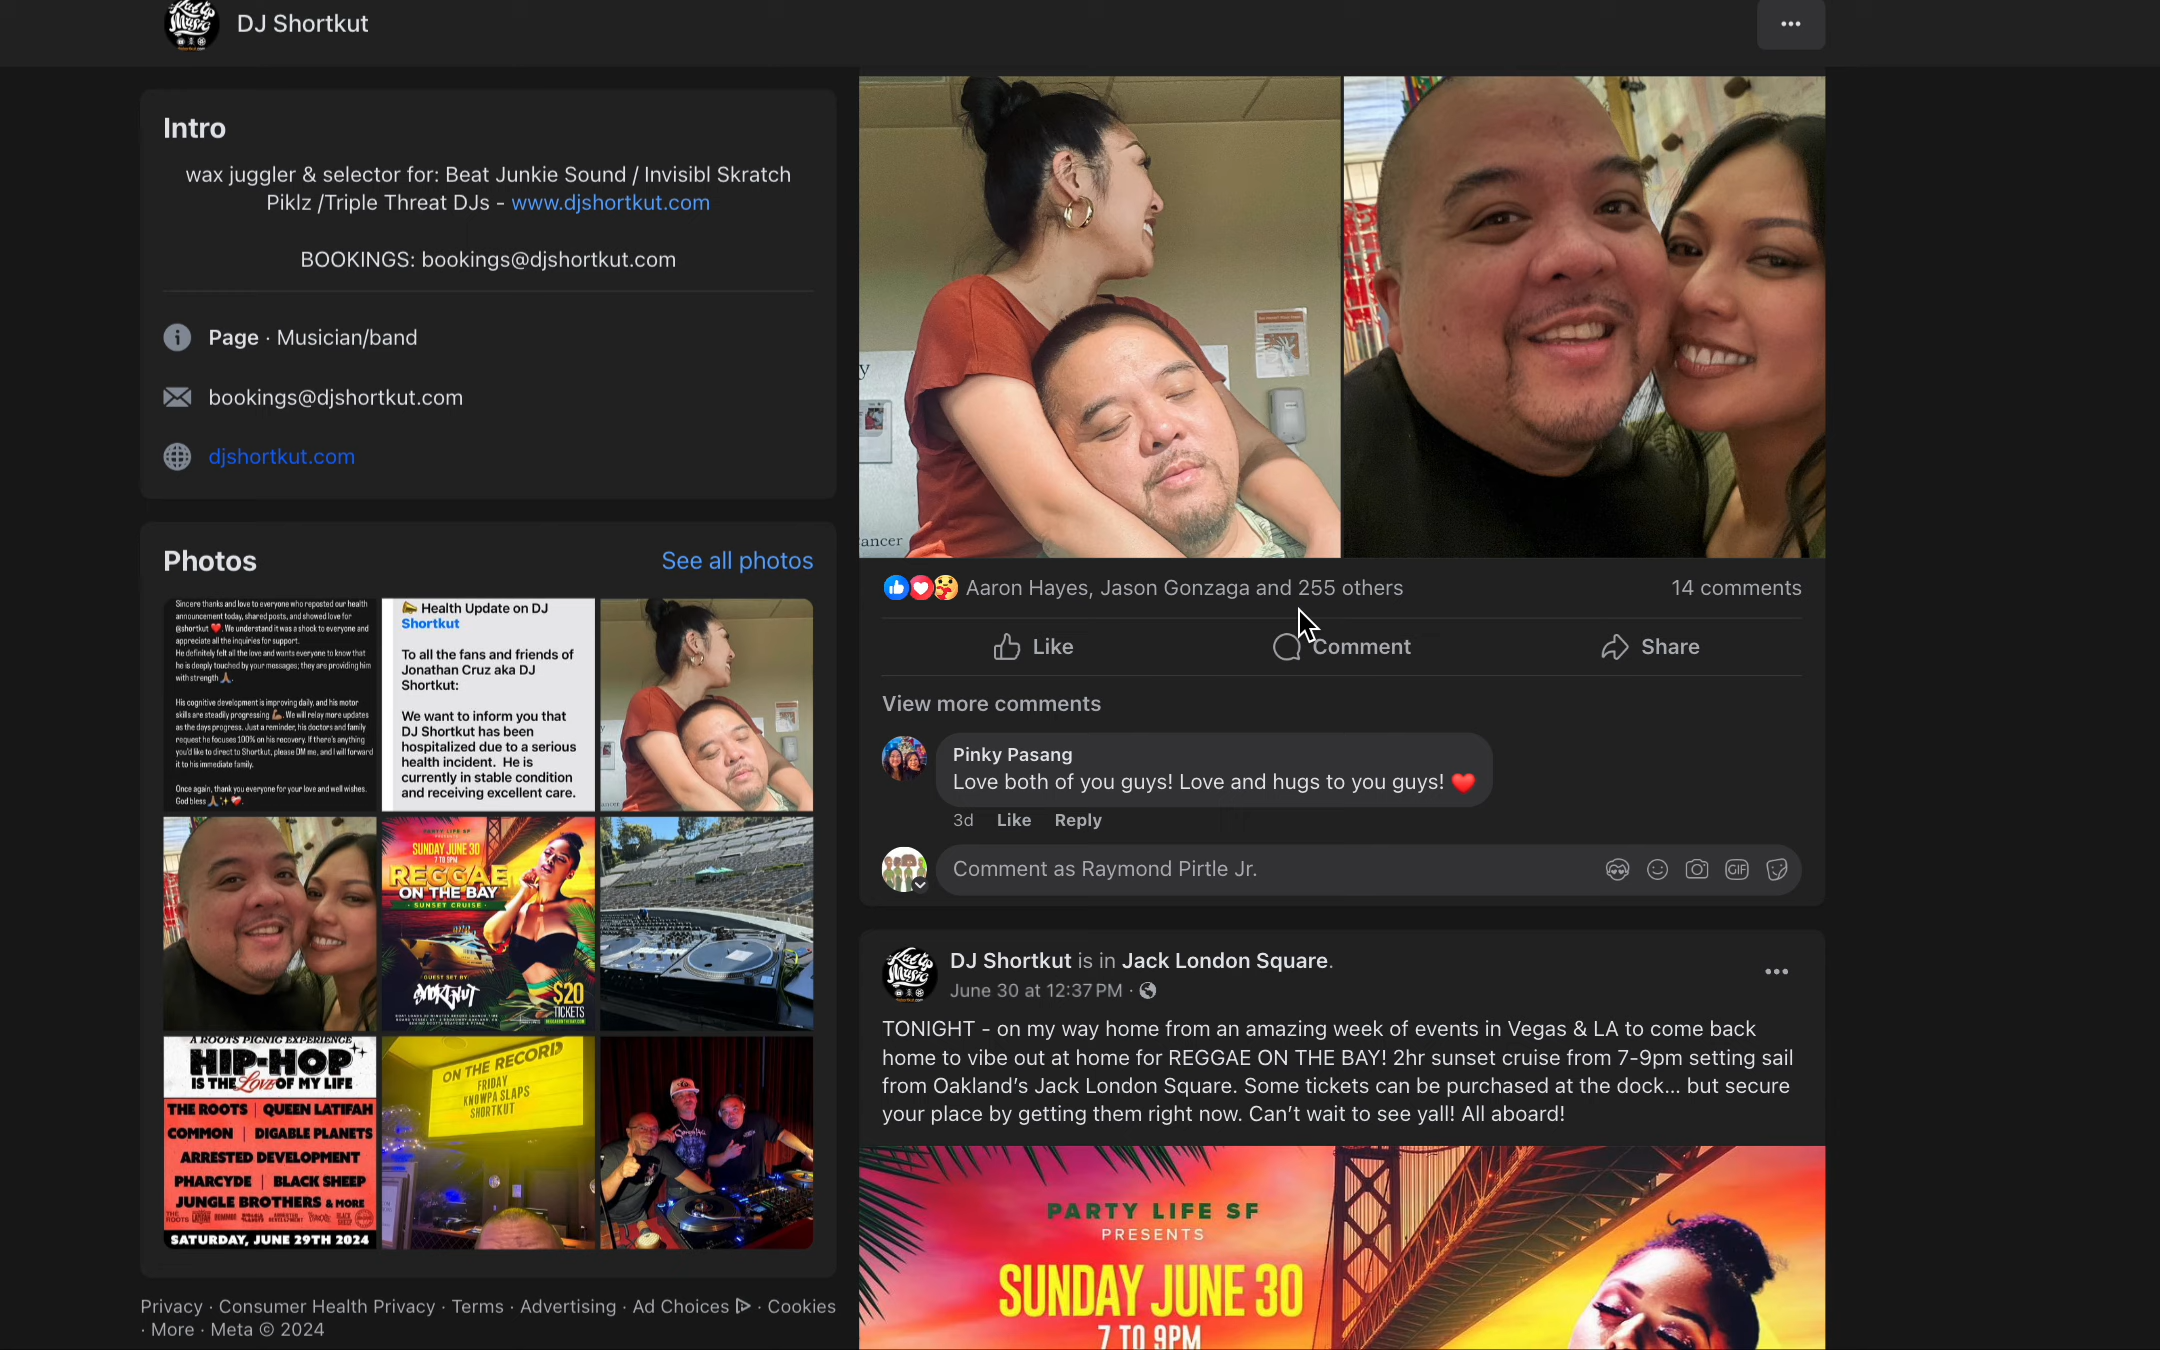 DJ Shortkut
Intro
wax juggler & selector for: Beat Junkie Sound / Invisibl Skratch
Piklz /Triple Threat DJs - www.djshortkut.com
BOOKINGS: bookings@djshortkut.com
Page · Musician/band
bookings@djshortkut.com
djshortkut.com
Photos
See all photos
Sincere thanks and love to everyone who reposted our health
announcement today, shared posts, and showed love for
@shortkut ❤️. We understand it was a shock to everyone and
appreciate all the inquiries for support.
He definitely felt all the love and wants everyone to know that
he is deeply touched by your messages; they are providing him
with strength 🙏🏽.
His cognitive development is improving daily, and his motor
skills are steadily progressing 💪🏽. We will relay more updates
as the days progress. Just a reminder, his doctors and family
request he focuses 100% on his recovery. If there's anything
you'd like to direct to Shortkut, please DM me, and I will forward
it to his immediate family.
Once again, thank you everyone for your love and well wishes.
God bless 🙏🏽✨❤️‍🩹.
📣 Health Update on DJ
Shortkut
To all the fans and friends of
Jonathan Cruz aka DJ
Shortkut:
We want to inform you that
DJ Shortkut has been
hospitalized due to a serious
health incident. He is
currently in stable condition
and receiving excellent care.
ancer
PARTY LIFE SF
PRESENTS
SUNDAY JUNE 30
7 TO 9PM
REGGAE
ON THE BAY
· SUNSET CRUISE ·
GUEST SET BY
SHORTKUT
$20
TICKETS
A ROOTS PICNIC EXPERIENCE
HIP-HOP
IS THE Love OF MY LIFE
THE ROOTS | QUEEN LATIFAH
COMMON | DIGABLE PLANETS
ARRESTED DEVELOPMENT
PHARCYDE | BLACK SHEEP
JUNGLE BROTHERS & MORE
SATURDAY, JUNE 29TH 2024
ON THE RECORD
FRIDAY
KNOWPA SLAPS
SHORTKUT
Privacy · Consumer Health Privacy · Terms · Advertising · Ad Choices · Cookies
· More · Meta © 2024
y
ancer
Aaron Hayes, Jason Gonzaga and 255 others
14 comments
Like
Comment
Share
View more comments
Pinky Pasang
Love both of you guys! Love and hugs to you guys! ❤️
3d Like Reply
Comment as Raymond Pirtle Jr.
GIF
Kut Up
Music
DJ Shortkut is in Jack London Square.
June 30 at 12:37 PM ·
TONIGHT - on my way home from an amazing week of events in Vegas & LA to come back
home to vibe out at home for REGGAE ON THE BAY! 2hr sunset cruise from 7-9pm setting sail
from Oakland's Jack London Square. Some tickets can be purchased at the dock... but secure
your place by getting them right now. Can't wait to see yall! All aboard!
PARTY LIFE SF
PRESENTS
SUNDAY JUNE 30
7 TO 9PM